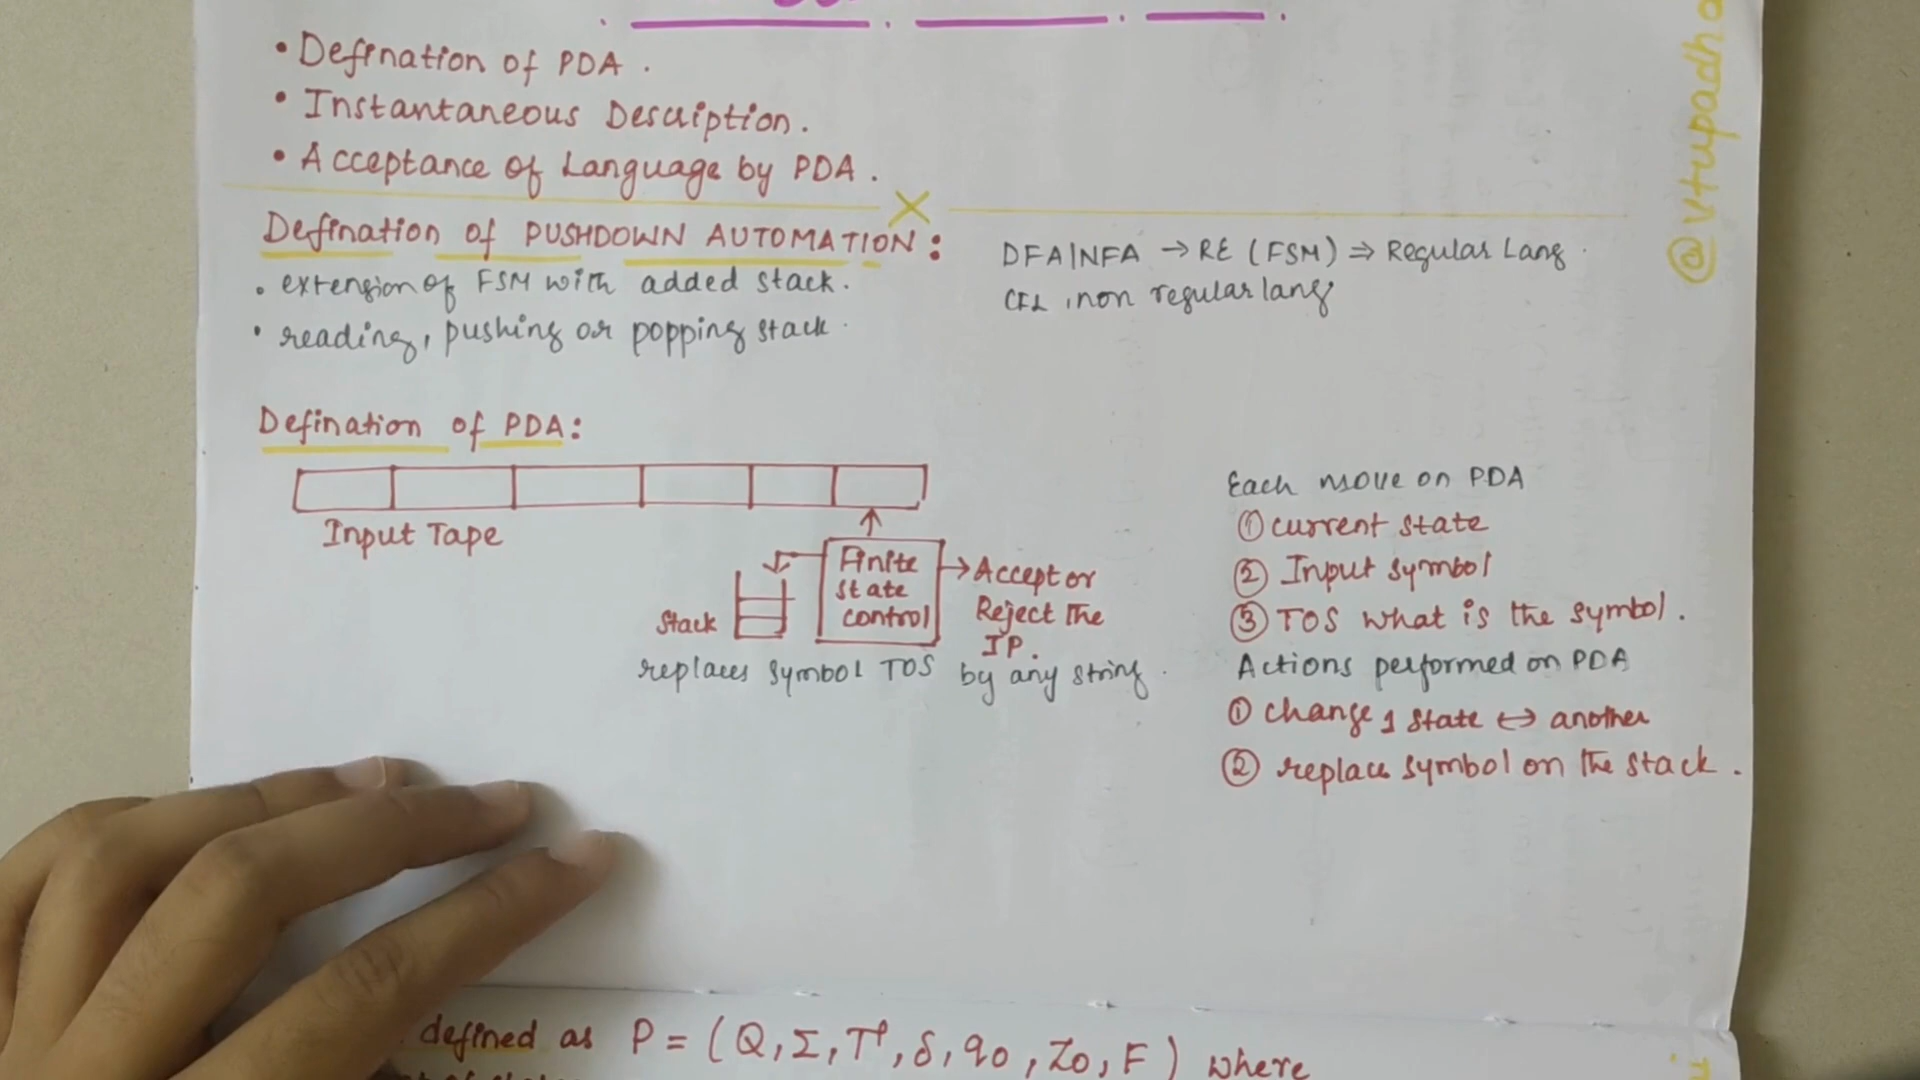 • Defination of PDA .
• Instantaneous Description.
• Acceptance of Language by PDA .
@vtupadho
Defination of PUSHDOWN AUTOMATION :
• extension of FSM with added stack.
• reading, pushing or popping stack.
DFA|NFA → RE (FSM) ⇒ Regular Lang.
CFL , non regular lang
Defination of PDA:
Input Tape
Stack
Finite
state
control
→ Accept or
Reject The
IP.
replaces symbol TOS by any string.
Each move on PDA
① current state
② Input symbol
③ TOS what is the symbol.
Actions performed on PDA
① change 1 state ↔ another
② replace symbol on the stack.
defined as P = (Q, Σ, Γ, δ, q0, Z0, F) where